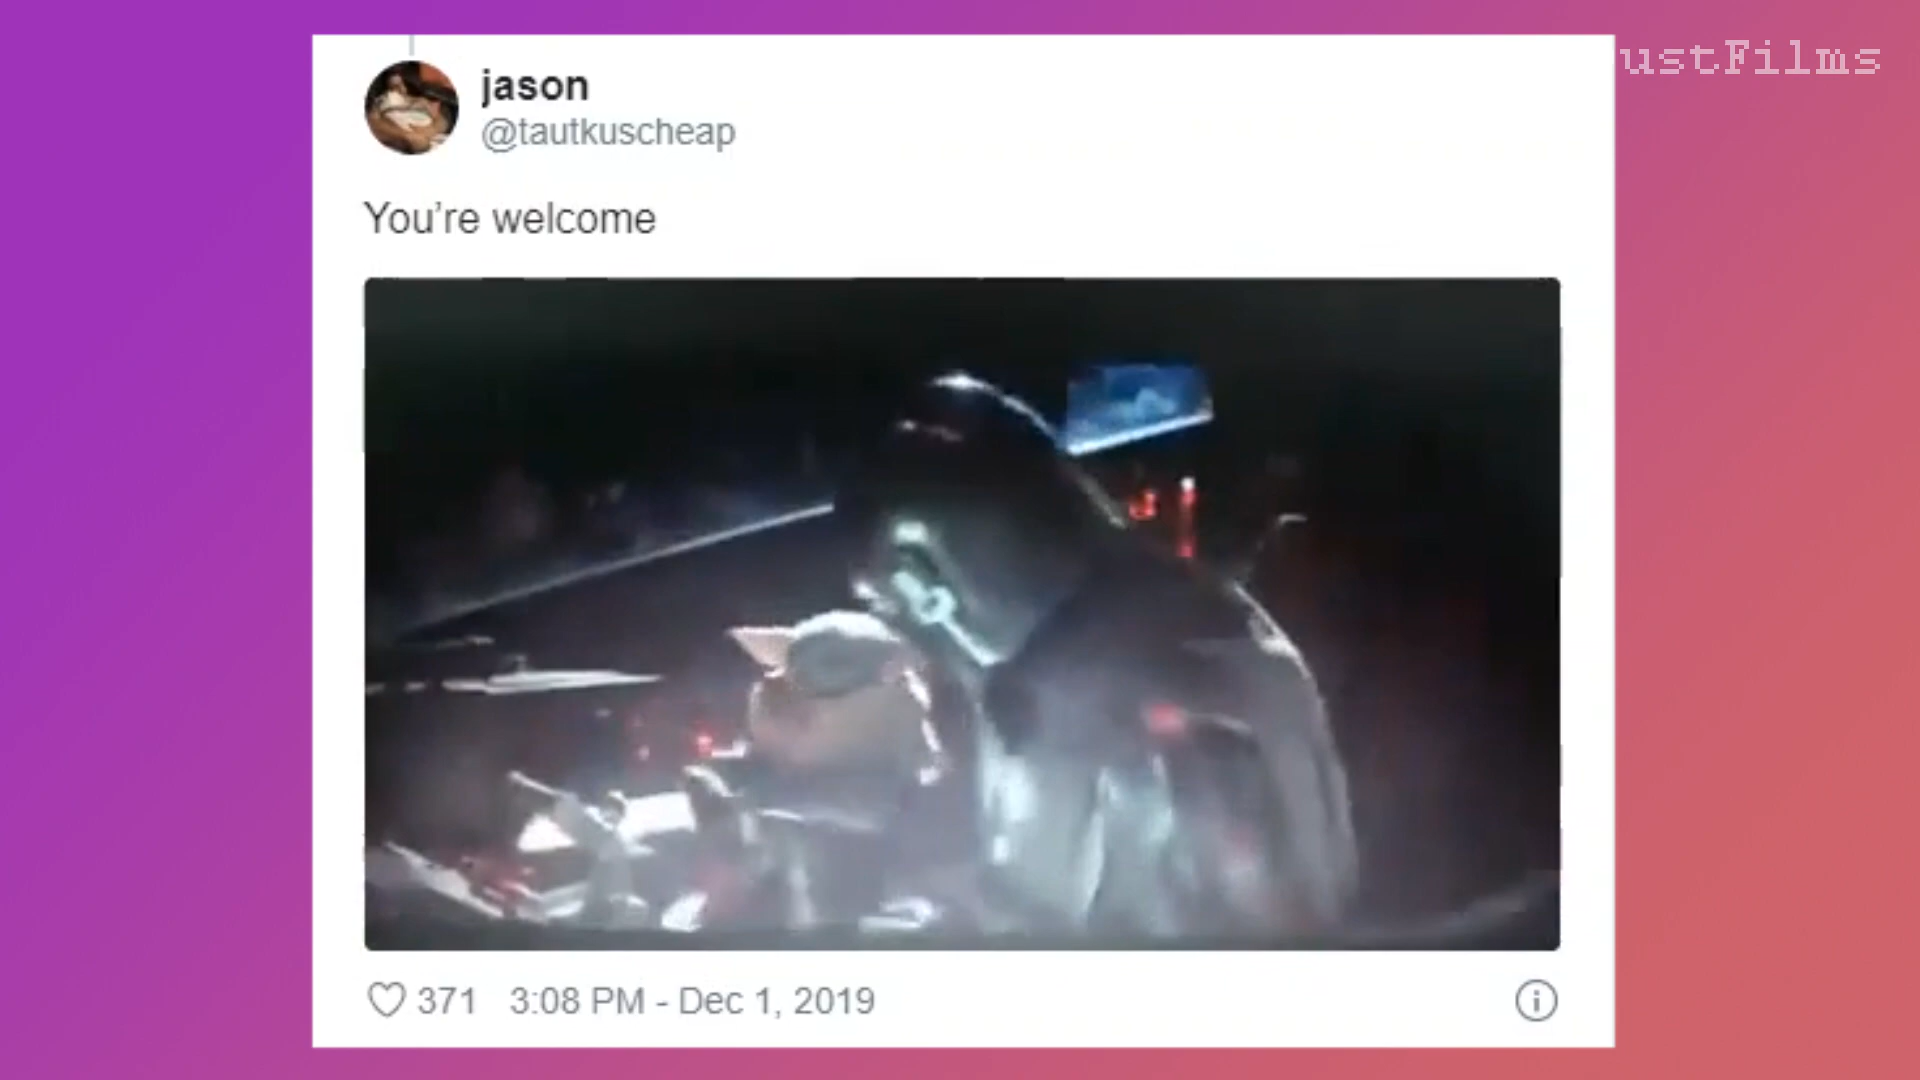 ustFilms
jason
@tautkuscheap
You’re welcome
371 3:08 PM - Dec 1, 2019